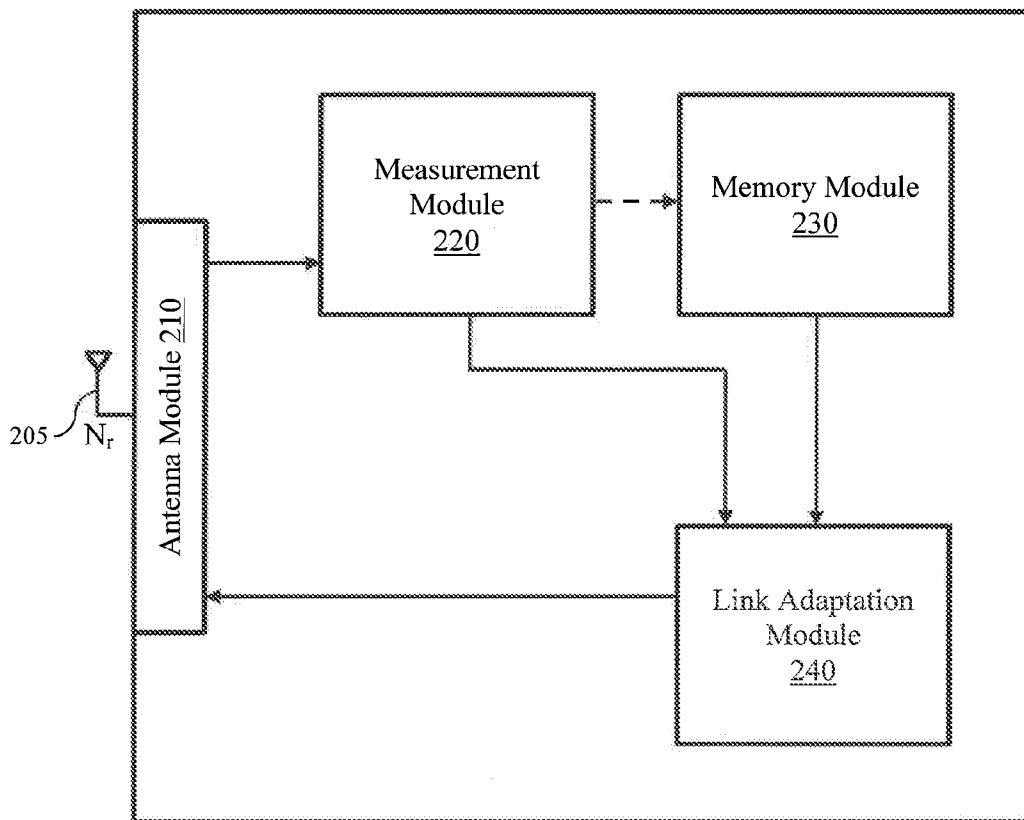 Measurement
Module
220
Memory Module
230
Antenna Module 210
205
Nr
Link Adaptation
Module
240